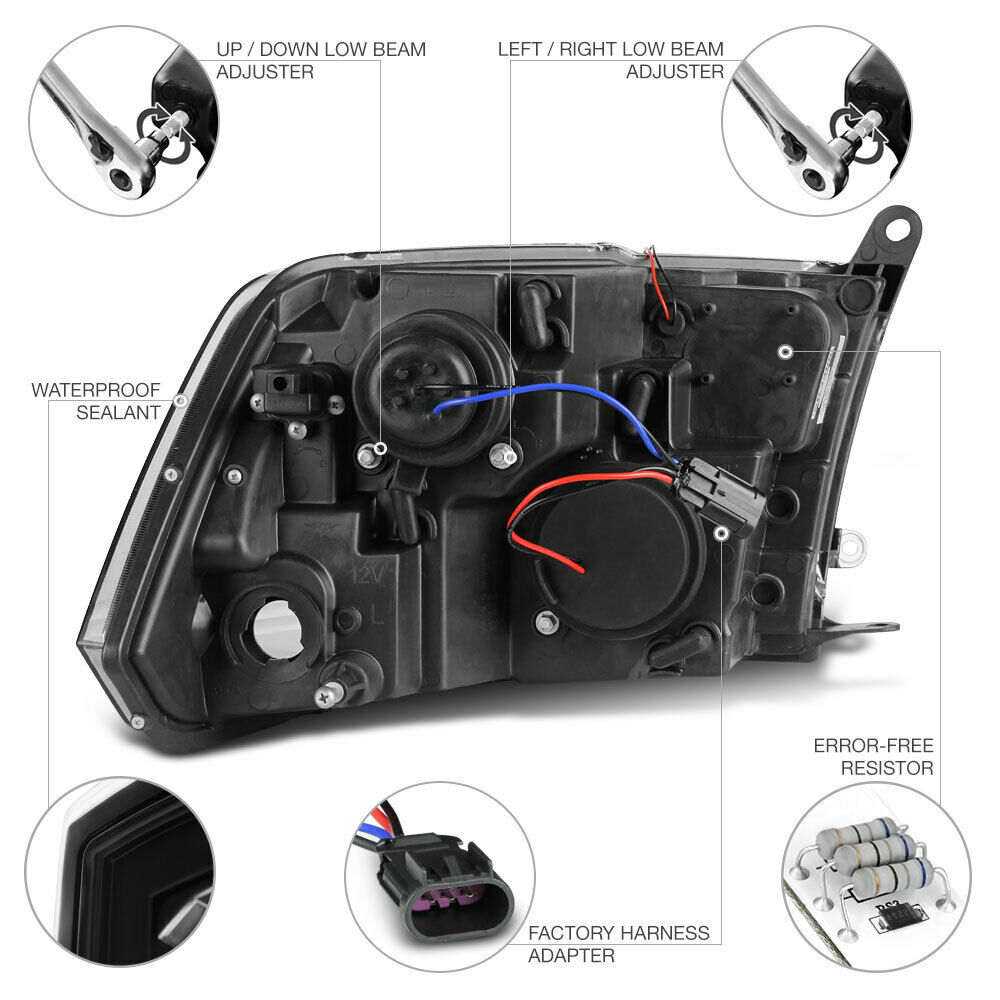 UP / DOWN LOW BEAM
ADJUSTER
LEFT / RIGHT LOW BEAM
ADJUSTER
WATERPROOF
SEALANT
12V
L
ERROR-FREE
RESISTOR
FACTORY HARNESS
ADAPTER